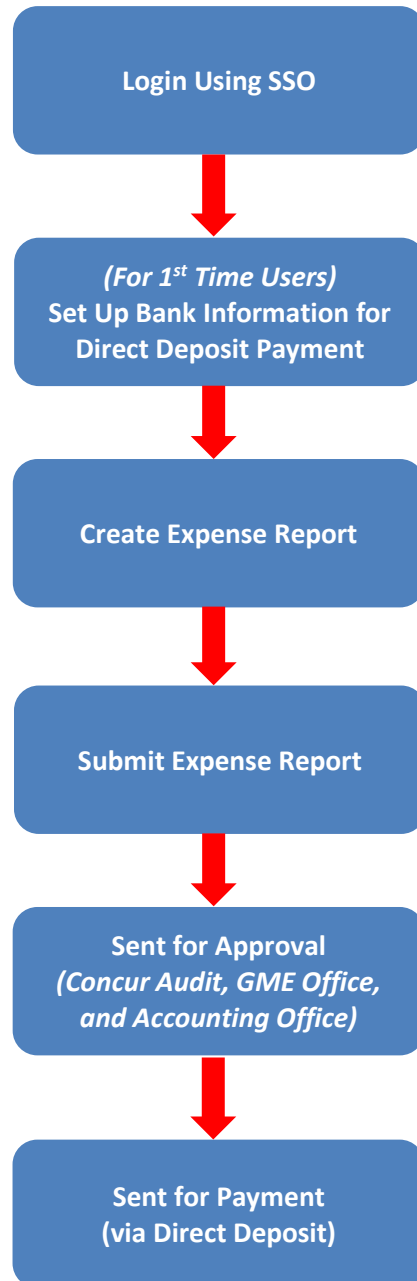 Login Using SSO
(For 1st Time Users)
Set Up Bank Information for
Direct Deposit Payment
Create Expense Report
Submit Expense Report
Sent for Approval
(Concur Audit, GME Office,
and Accounting Office)
Sent for Payment
(via Direct Deposit)